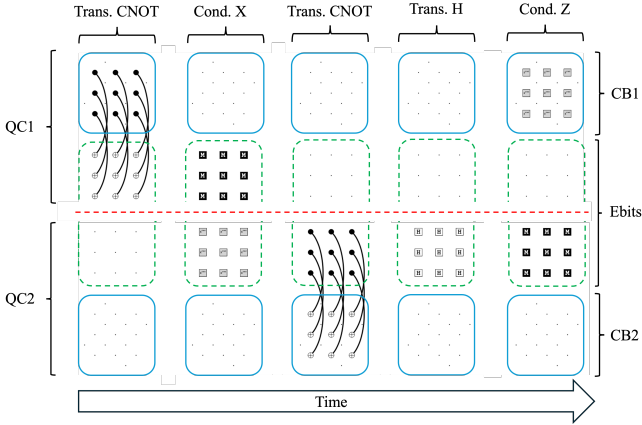 Trans. CNOT Cond. X Trans. CNOT Trans. H Cond. Z
CB1
QC1
M M M
M M M
M M M
Ebits
H H H M M M
H H H M M M
H H H M M M
QC2
CB2
Time